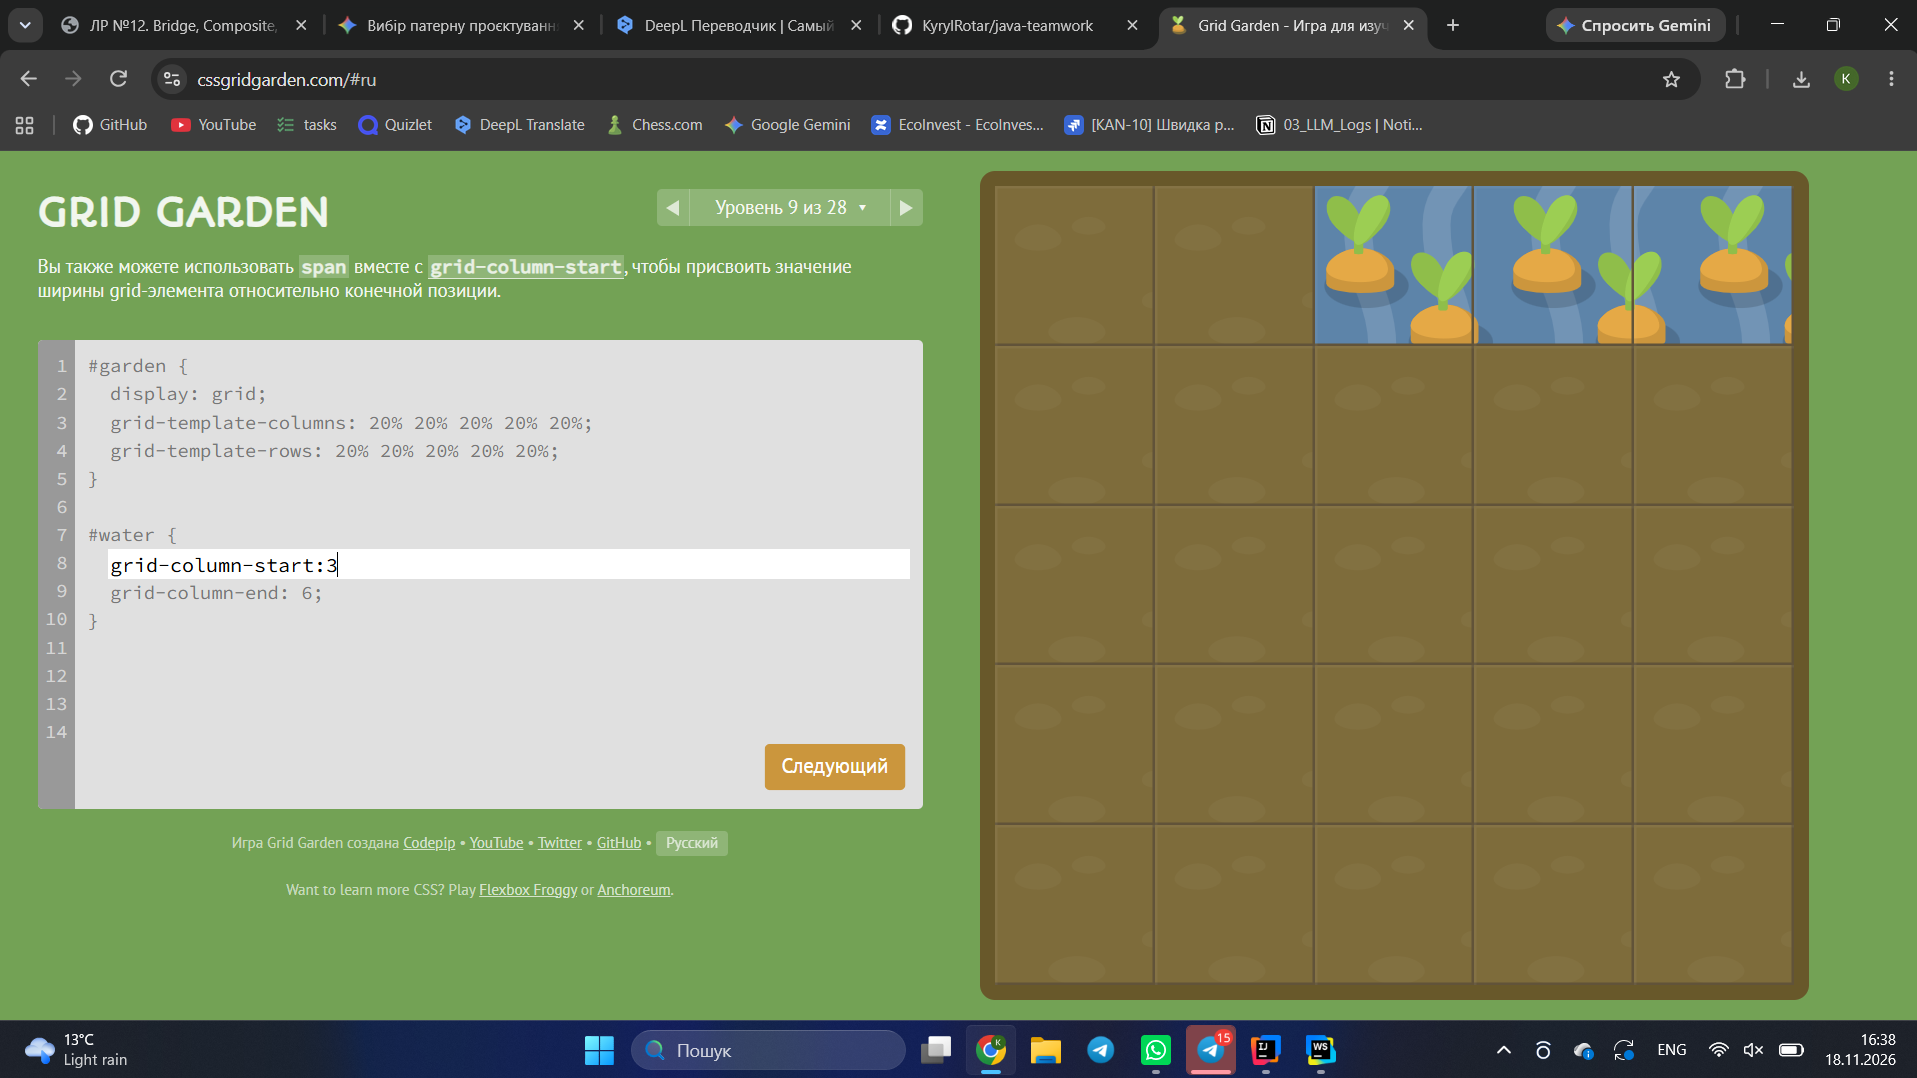 ЛР №12. Bridge, Composite,
Вибір патерну проєктуванн
DeepL Переводчик | Самый
KyrylRotar/java-teamwork
Grid Garden - Игра для изуч
Спросить Gemini
cssgridgarden.com/#ru
K
GitHub
YouTube
tasks
Quizlet
DeepL Translate
Chess.com
Google Gemini
EcoInvest - EcoInves...
[KAN-10] Швидка р...
03_LLM_Logs | Noti...
GRID GARDEN
Уровень 9 из 28
Вы также можете использовать span вместе с grid-column-start, чтобы присвоить значение
ширины grid-элемента относительно конечной позиции.
1 #garden {
2 display: grid;
3 grid-template-columns: 20% 20% 20% 20% 20%;
4 grid-template-rows: 20% 20% 20% 20% 20%;
5 }
6
7 #water {
8 grid-column-start:3
9 grid-column-end: 6;
10 }
11
12
13
14
Следующий
Игра Grid Garden создана Codepip • YouTube • Twitter • GitHub • Русский
Want to learn more CSS? Play Flexbox Froggy or Anchoreum.
13°C
Light rain
Пошук
K
15
IJ
WS
ENG
16:38
18.11.2026